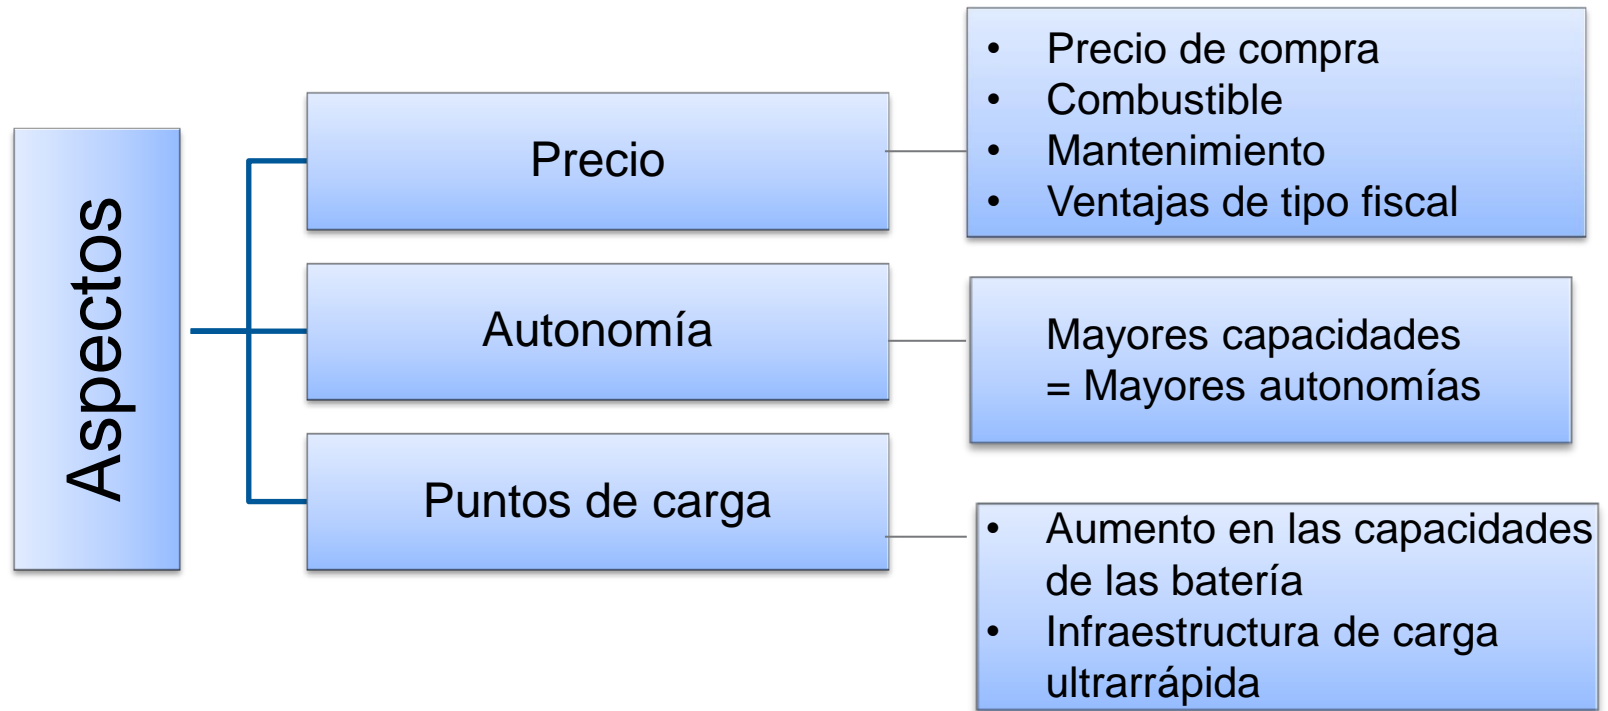 Aspectos
Precio
• Precio de compra
• Combustible
• Mantenimiento
• Ventajas de tipo fiscal
Autonomía
Mayores capacidades
= Mayores autonomías
Puntos de carga
• Aumento en las capacidades
de las batería
• Infraestructura de carga
ultrarrápida